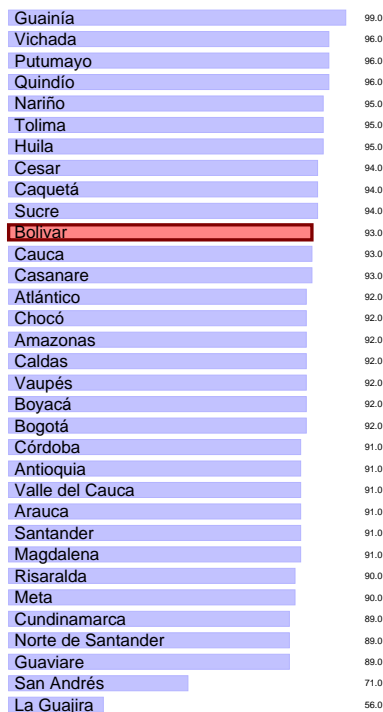 Guainía 99.0
Vichada 96.0
Putumayo 96.0
Quindío 96.0
Nariño 95.0
Tolima 95.0
Huila 95.0
Cesar 94.0
Caquetá 94.0
Sucre 94.0
Bolivar 93.0
Cauca 93.0
Casanare 93.0
Atlántico 92.0
Chocó 92.0
Amazonas 92.0
Caldas 92.0
Vaupés 92.0
Boyacá 92.0
Bogotá 92.0
Córdoba 91.0
Antioquia 91.0
Valle del Cauca 91.0
Arauca 91.0
Santander 91.0
Magdalena 91.0
Risaralda 90.0
Meta 90.0
Cundinamarca 89.0
Norte de Santander 89.0
Guaviare 89.0
San Andrés 71.0
La Guajira 56.0